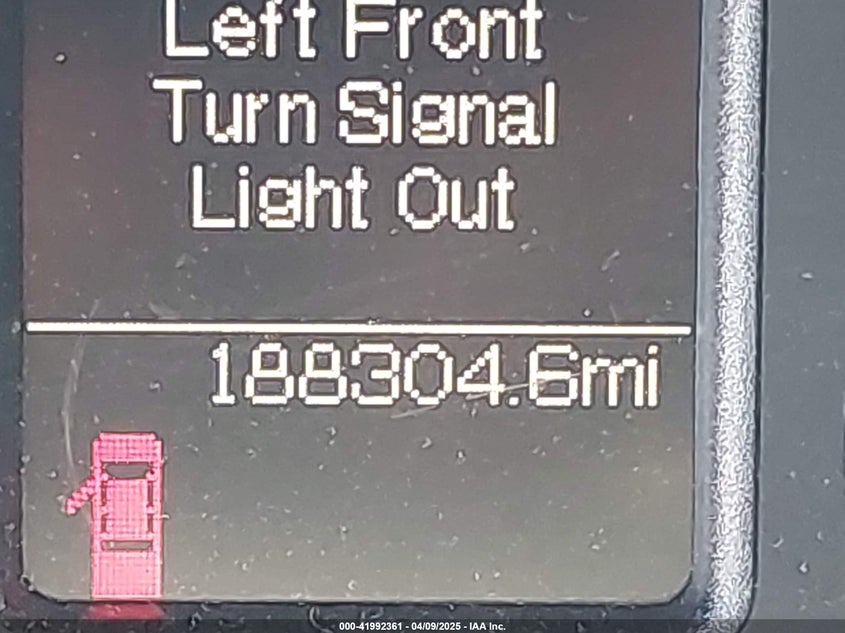 Left Front
Turn Signal
Light Out
188304.6mi
000-41992361 - 04/09/2025 - IAA Inc.